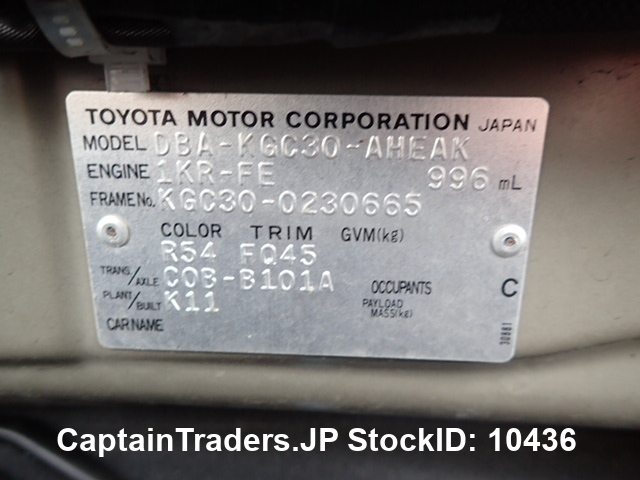 TOYOTA MOTOR CORPORATION JAPAN
MODEL DBA-KGC30-AHEAK
ENGINE 1KR-FE 996 mL
FRAME No. KGC30-0230665
COLOR TRIM GVM(kg)
R54 FQ45
TRANS/AXLE C0B-B101A OCCUPANTS C
PLANT/BUILT K11 PAYLOAD MASS(kg)
CAR NAME
30881
CaptainTraders.JP StockID: 10436